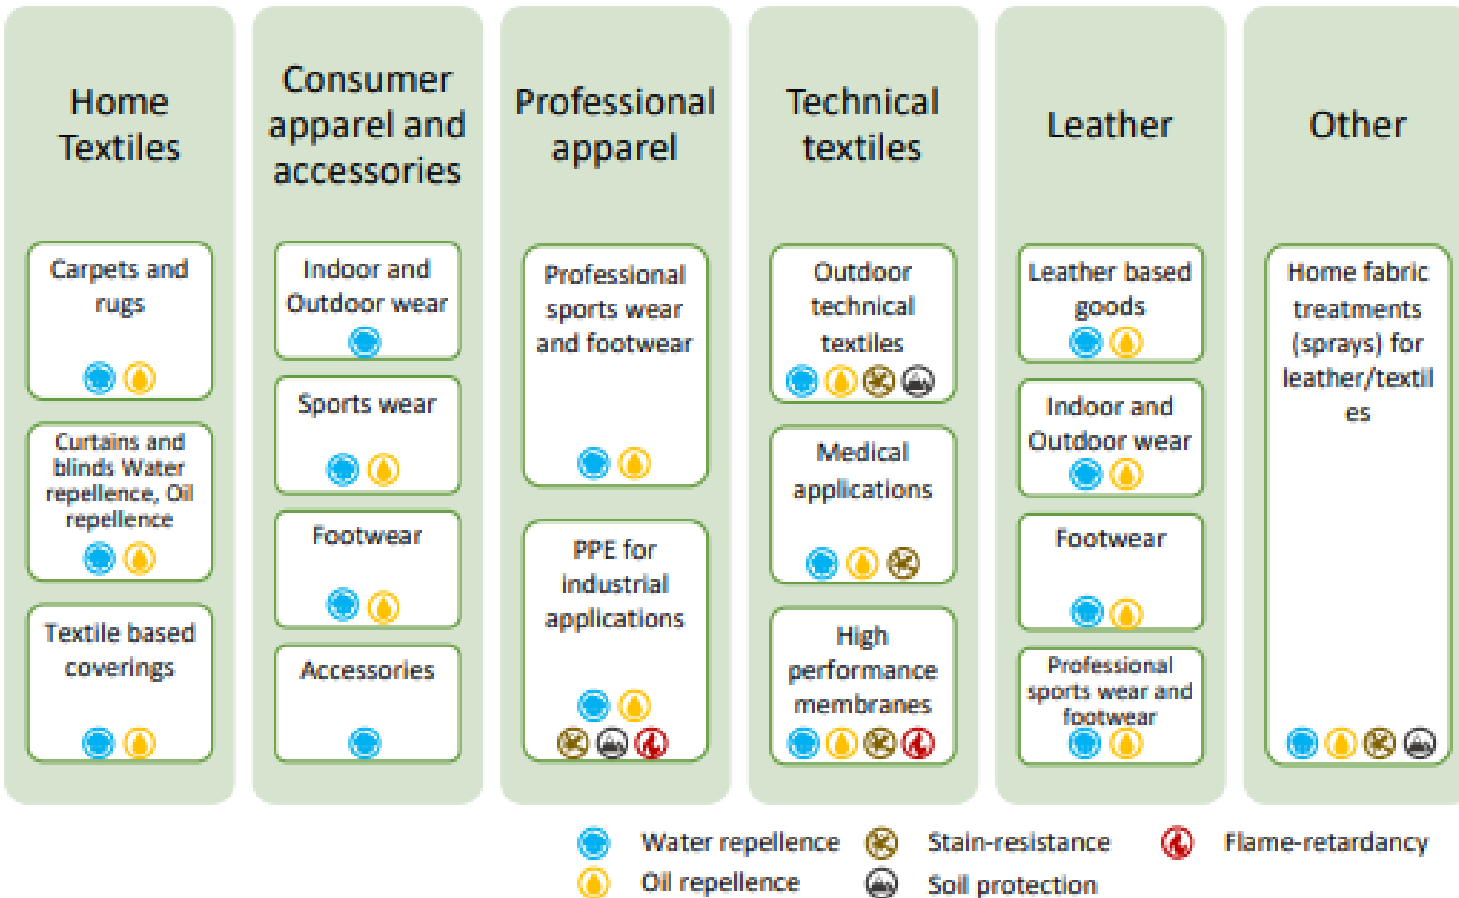 Home
Textiles
Carpets and
rugs
Curtains and
blinds Water
repellence, Oil
repellence
Textile based
coverings
Consumer
apparel and
accessories
Indoor and
Outdoor wear
Sports wear
Footwear
Accessories
Professional
apparel
Professional
sports wear
and footwear
PPE for
industrial
applications
Technical
textiles
Outdoor
technical
textiles
Medical
applications
High
performance
membranes
Leather
Leather based
goods
Indoor and
Outdoor wear
Footwear
Professional
sports wear and
footwear
Other
Home fabric
treatments
(sprays) for
leather/textil
es
Water repellence
Stain-resistance
Flame-retardancy
Oil repellence
Soil protection